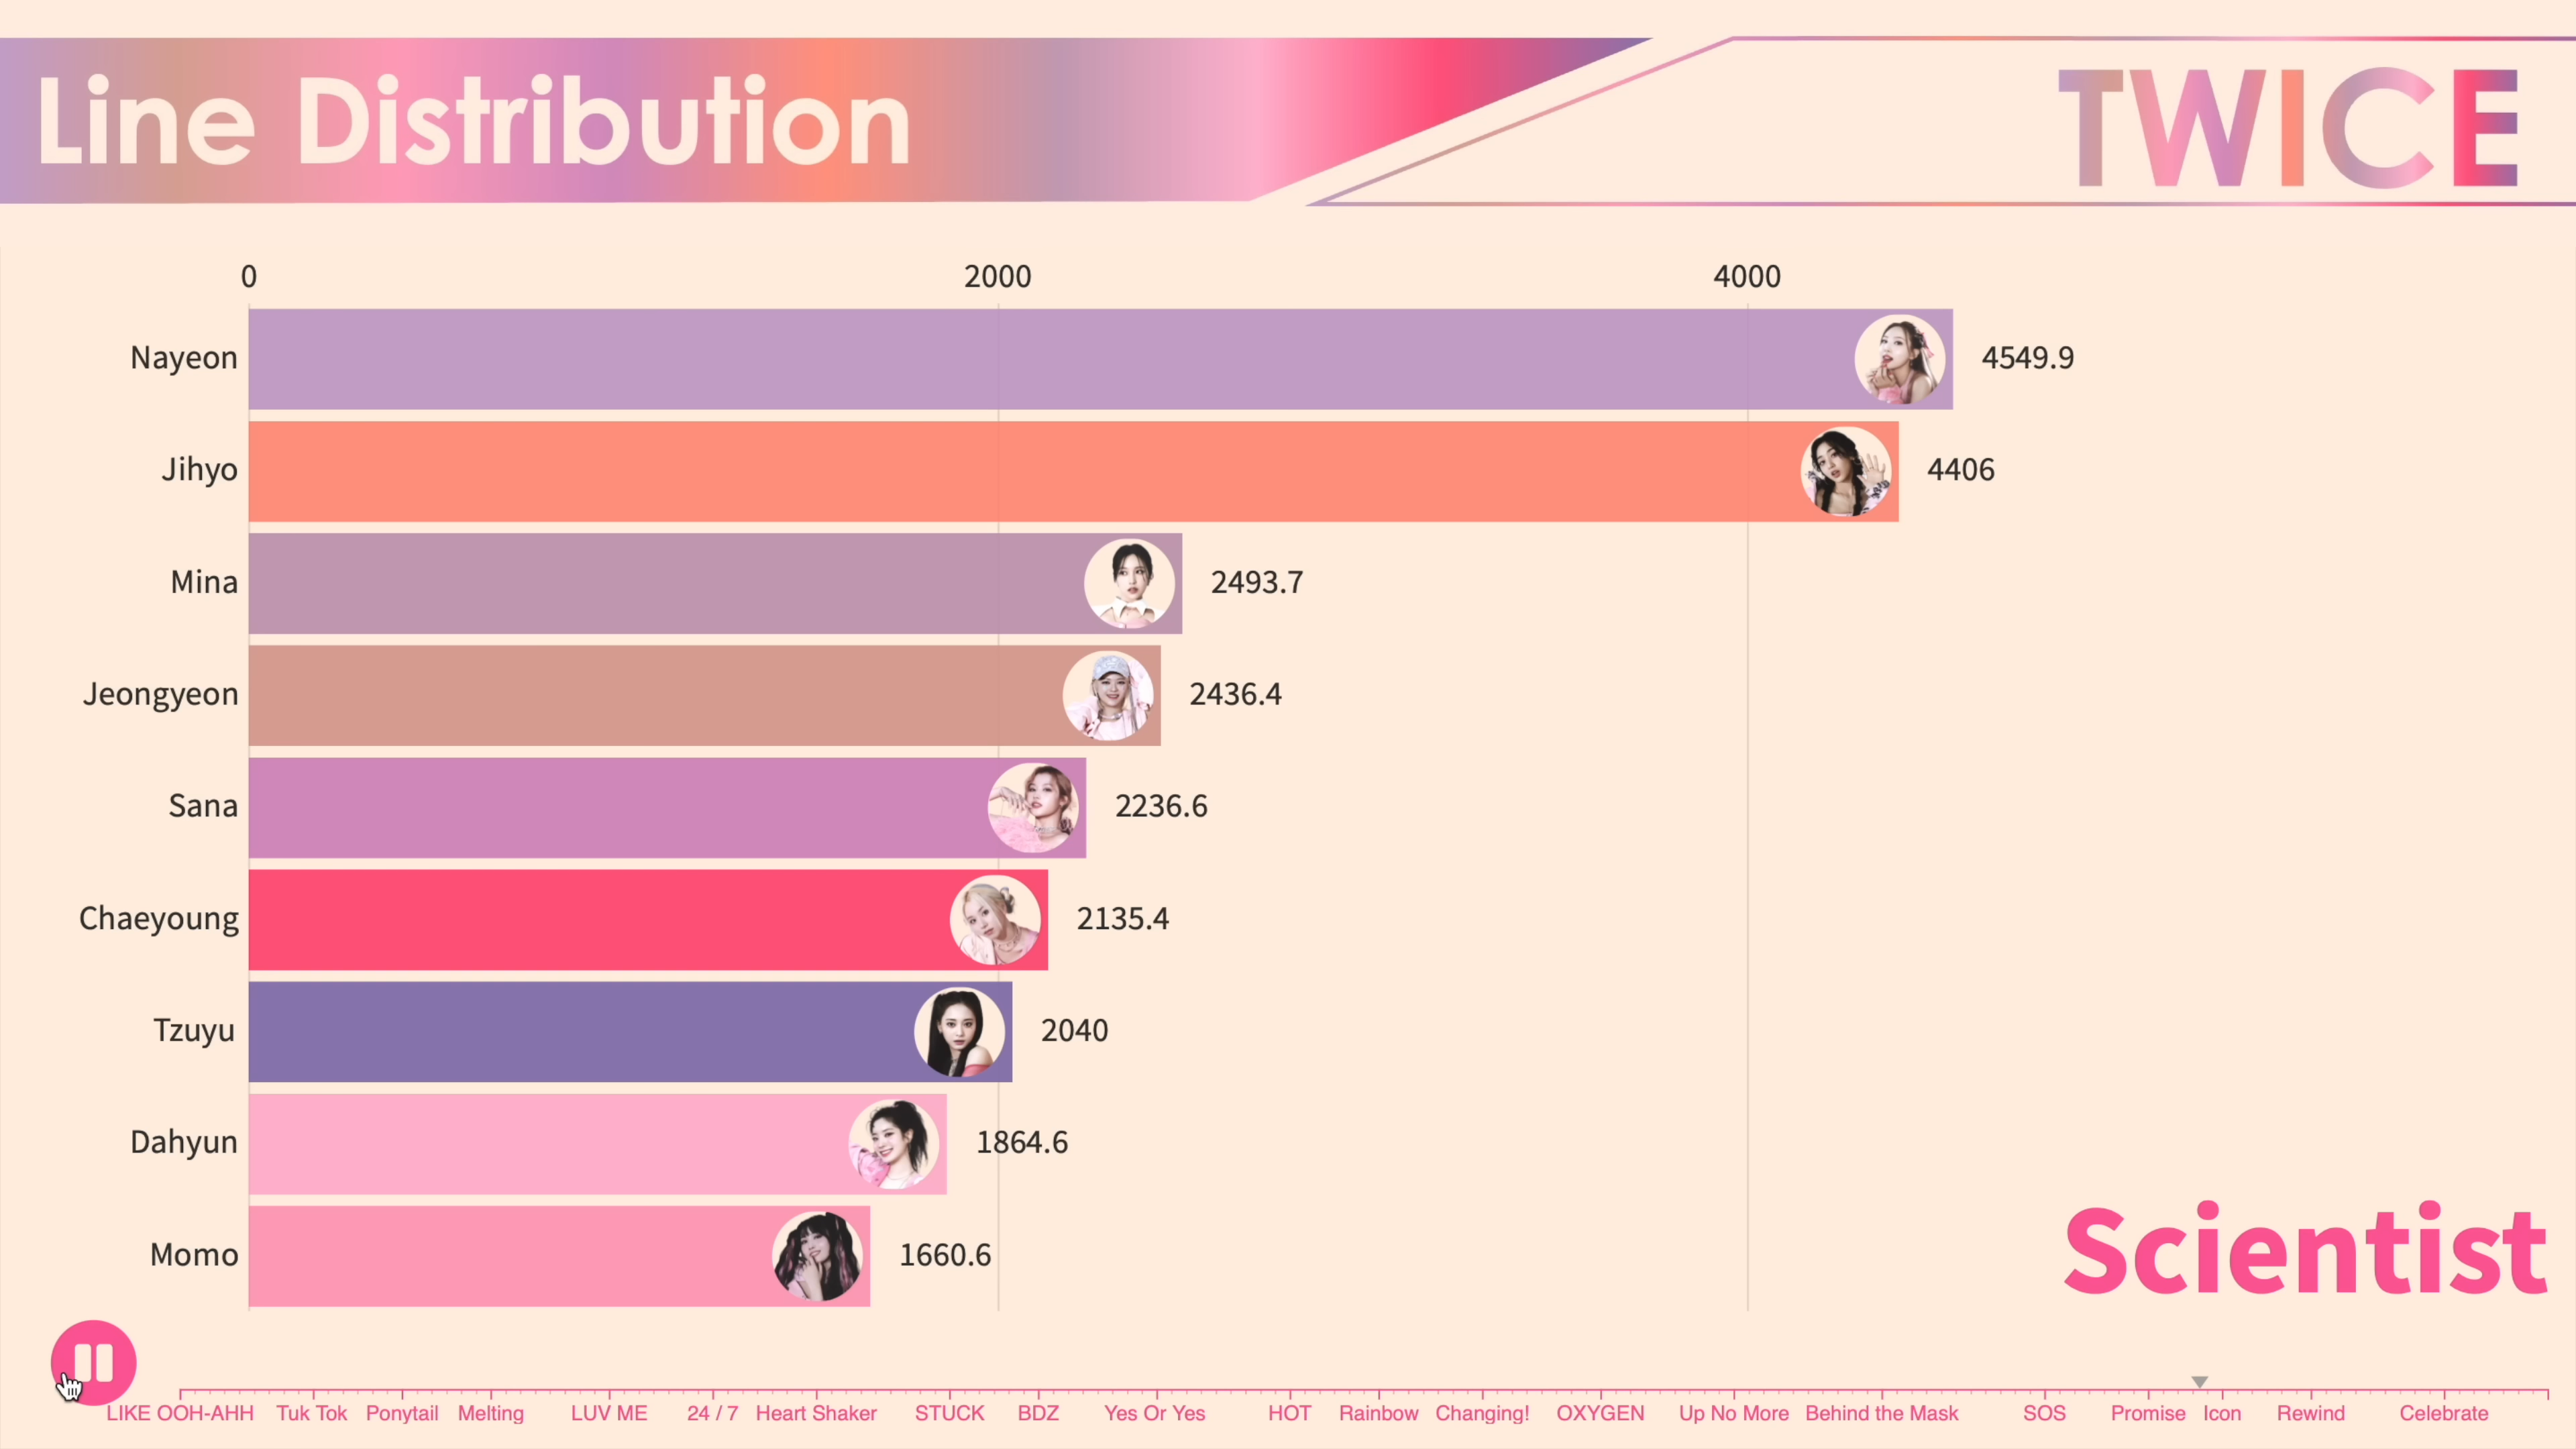 Line Distribution
TWICE
0 2000 4000
Nayeon 4549.9
Jihyo 4406
Mina 2493.7
Jeongyeon 2436.4
Sana 2236.6
Chaeyoung 2135.4
Tzuyu 2040
Dahyun 1864.6
Momo 1660.6
Scientist
LIKE OOH-AHH Tuk Tok Ponytail Melting LUV ME 24 / 7 Heart Shaker STUCK BDZ Yes Or Yes HOT Rainbow Changing! OXYGEN Up No More Behind the Mask SOS Promise Icon Rewind Celebrate